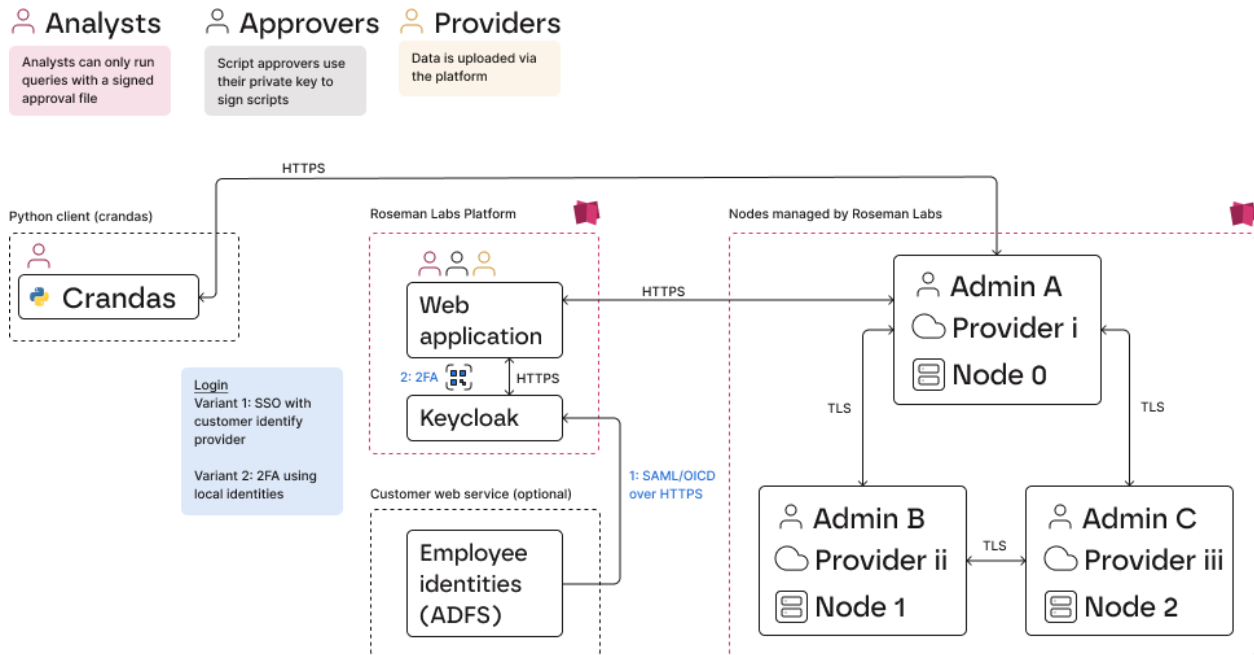 Analysts
Approvers
Providers
Analysts can only run
queries with a signed
approval file
Script approvers use
their private key to
sign scripts
Data is uploaded via
the platform
HTTPS
Python client (crandas)
Crandas
Roseman Labs Platform
Web
application
2: 2FA
HTTPS
Keycloak
HTTPS
Login
Variant 1: SSO with
customer identify
provider
Variant 2: 2FA using
local identities
1: SAML/OICD
over HTTPS
Customer web service (optional)
Employee
identities
(ADFS)
Nodes managed by Roseman Labs
Admin A
Provider i
Node 0
TLS
TLS
Admin B
Provider ii
Node 1
TLS
Admin C
Provider iii
Node 2